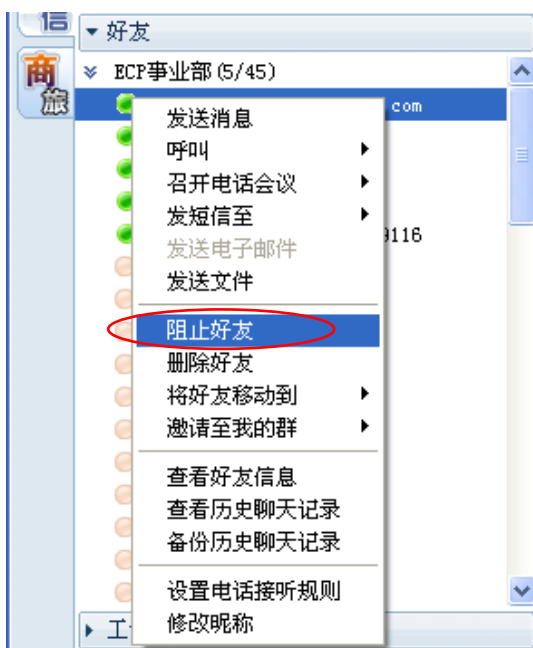 信
▼ 好友
商
旅
ECP事业部(5/45)
com
发送消息
呼叫
召开电话会议
发短信至
9116
发送电子邮件
发送文件
阻止好友
删除好友
将好友移动到
邀请至我的群
查看好友信息
查看历史聊天记录
备份历史聊天记录
设置电话接听规则
修改昵称
工